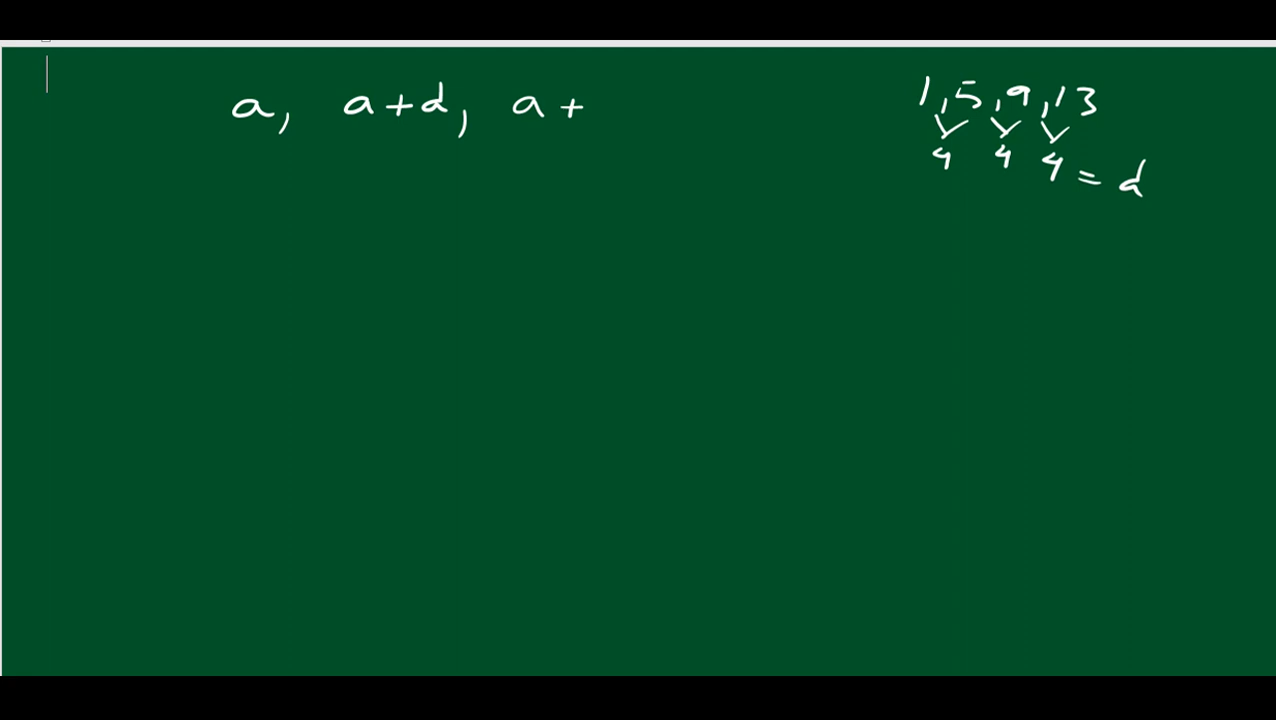 a, a+d, a+
1, 5, 9, 13
4 4 4 = d